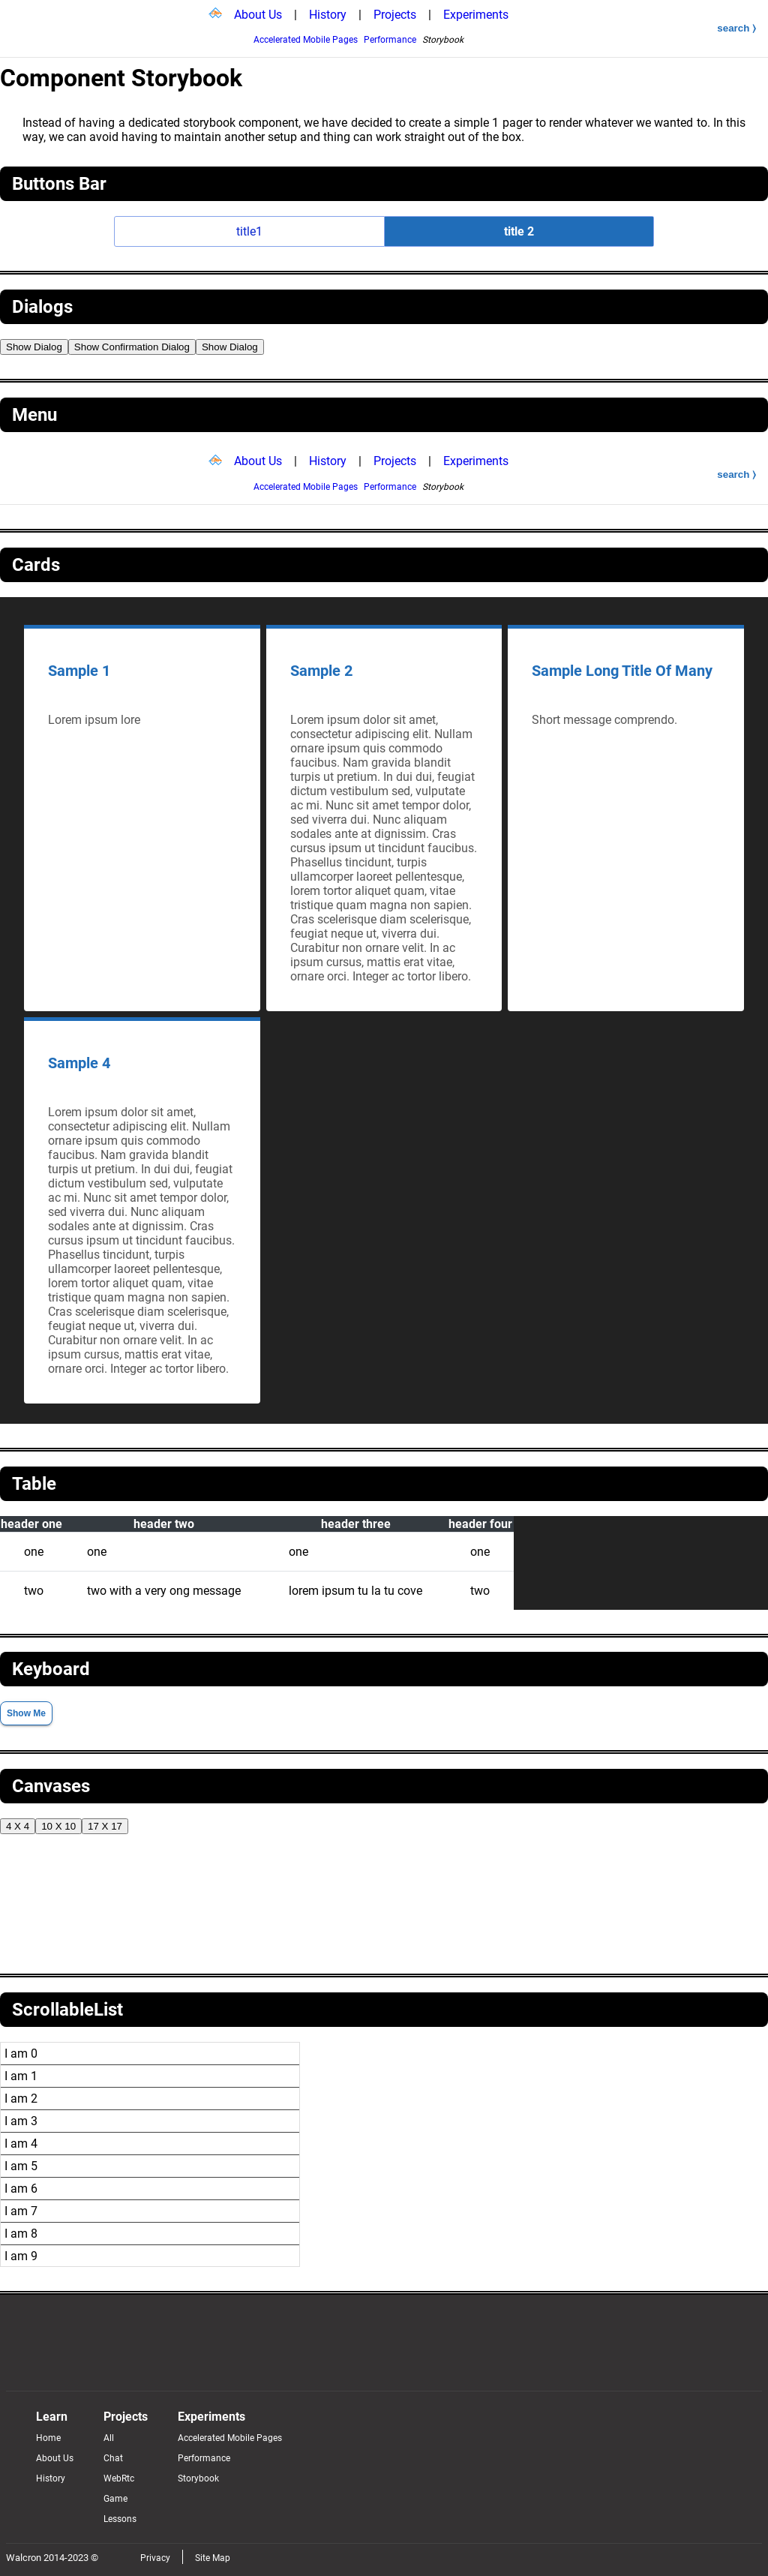 About Us | History | Projects | Experiments
search ⟩
Accelerated Mobile Pages Performance Storybook
Component Storybook
Instead of having a dedicated storybook component, we have decided to create a simple 1 pager to render whatever we wanted to. In this
way, we can avoid having to maintain another setup and thing can work straight out of the box.
Buttons Bar
title1 title 2
Dialogs
Show Dialog Show Confirmation Dialog Show Dialog
Menu
About Us | History | Projects | Experiments
search ⟩
Accelerated Mobile Pages Performance Storybook
Cards
Sample 1
Lorem ipsum lore
Sample 2
Lorem ipsum dolor sit amet,
consectetur adipiscing elit. Nullam
ornare ipsum quis commodo
faucibus. Nam gravida blandit
turpis ut pretium. In dui dui, feugiat
dictum vestibulum sed, vulputate
ac mi. Nunc sit amet tempor dolor,
sed viverra dui. Nunc aliquam
sodales ante at dignissim. Cras
cursus ipsum ut tincidunt faucibus.
Phasellus tincidunt, turpis
ullamcorper laoreet pellentesque,
lorem tortor aliquet quam, vitae
tristique quam magna non sapien.
Cras scelerisque diam scelerisque,
feugiat neque ut, viverra dui.
Curabitur non ornare velit. In ac
ipsum cursus, mattis erat vitae,
ornare orci. Integer ac tortor libero.
Sample Long Title Of Many
Short message comprendo.
Sample 4
Lorem ipsum dolor sit amet,
consectetur adipiscing elit. Nullam
ornare ipsum quis commodo
faucibus. Nam gravida blandit
turpis ut pretium. In dui dui, feugiat
dictum vestibulum sed, vulputate
ac mi. Nunc sit amet tempor dolor,
sed viverra dui. Nunc aliquam
sodales ante at dignissim. Cras
cursus ipsum ut tincidunt faucibus.
Phasellus tincidunt, turpis
ullamcorper laoreet pellentesque,
lorem tortor aliquet quam, vitae
tristique quam magna non sapien.
Cras scelerisque diam scelerisque,
feugiat neque ut, viverra dui.
Curabitur non ornare velit. In ac
ipsum cursus, mattis erat vitae,
ornare orci. Integer ac tortor libero.
Table
header one header two header three header four
one one one one
two two with a very ong message lorem ipsum tu la tu cove two
Keyboard
Show Me
Canvases
4 X 4 10 X 10 17 X 17
ScrollableList
I am 0
I am 1
I am 2
I am 3
I am 4
I am 5
I am 6
I am 7
I am 8
I am 9
Learn
Home
About Us
History
Projects
All
Chat
WebRtc
Game
Lessons
Experiments
Accelerated Mobile Pages
Performance
Storybook
Walcron 2014-2023 © Privacy Site Map